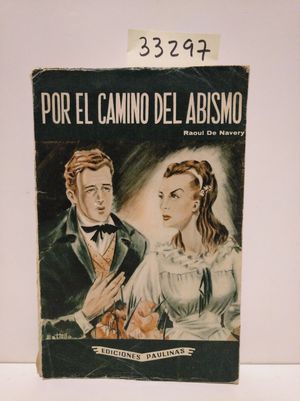 33297
POR EL CAMINO DEL ABISMO
Raoul De Navery
EDICIONES PAULINAS